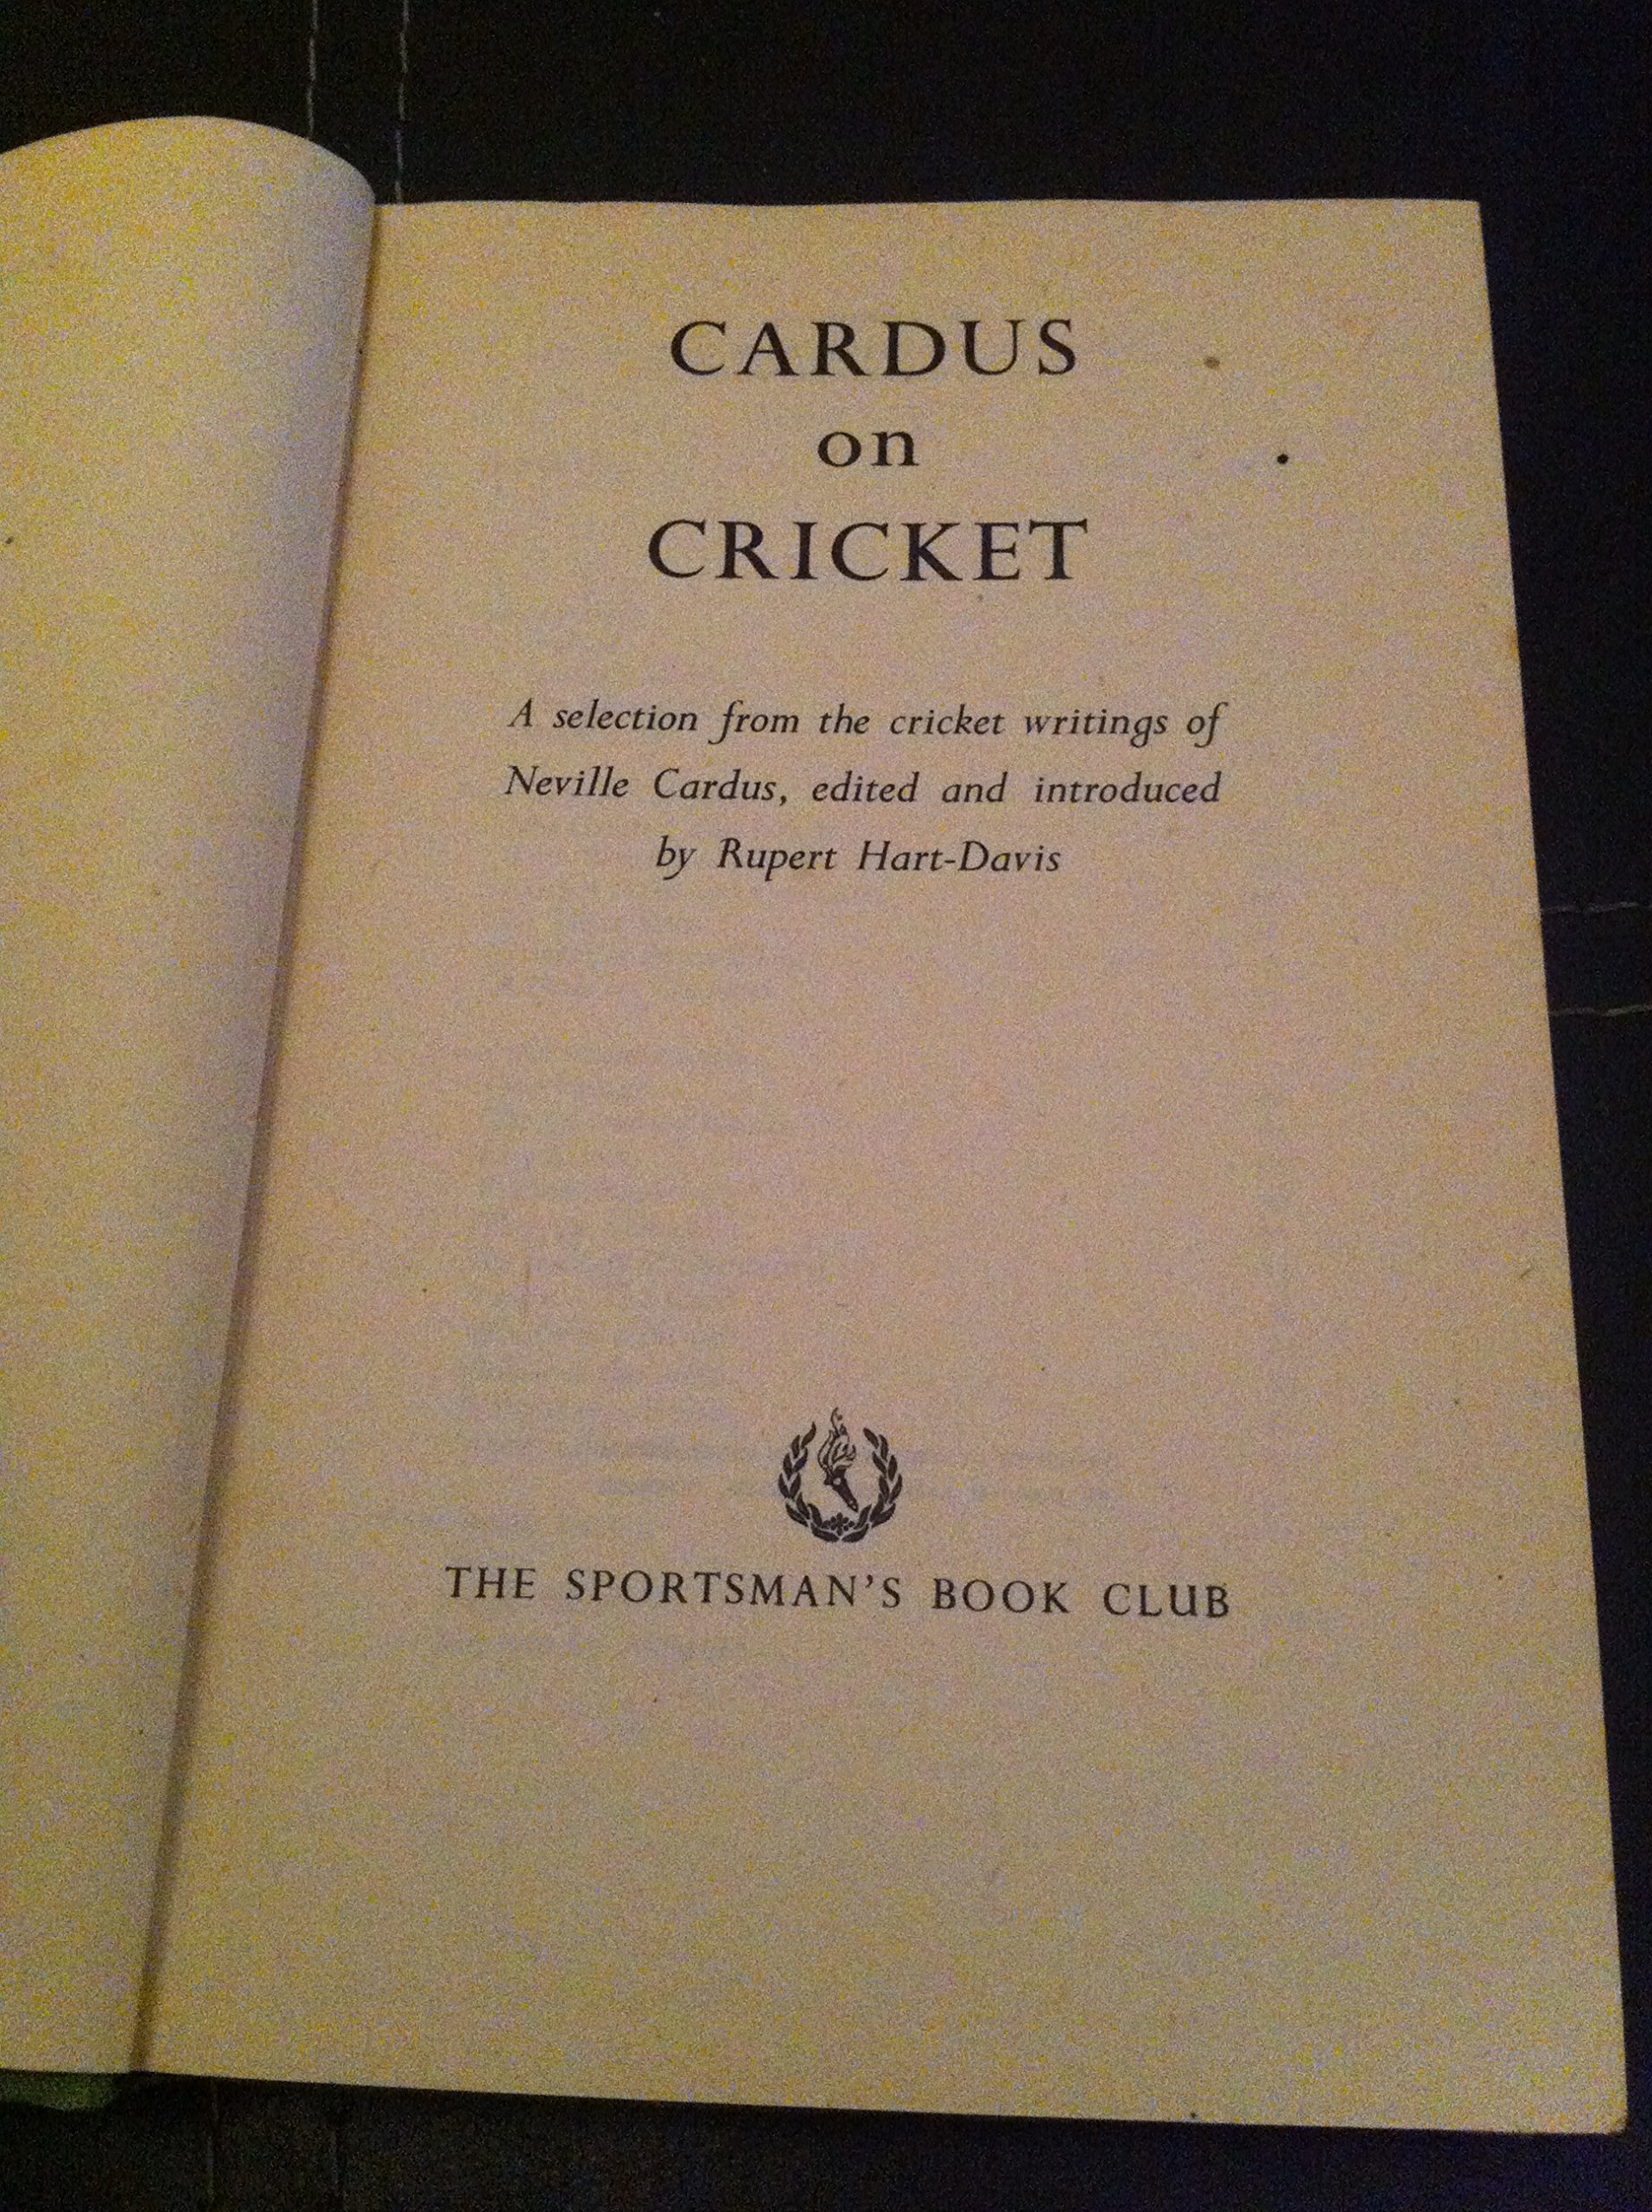 CARDUS
on
CRICKET
A selection from the cricket writings of
Neville Cardus, edited and introduced
by Rupert Hart-Davis
THE SPORTSMAN'S BOOK CLUB